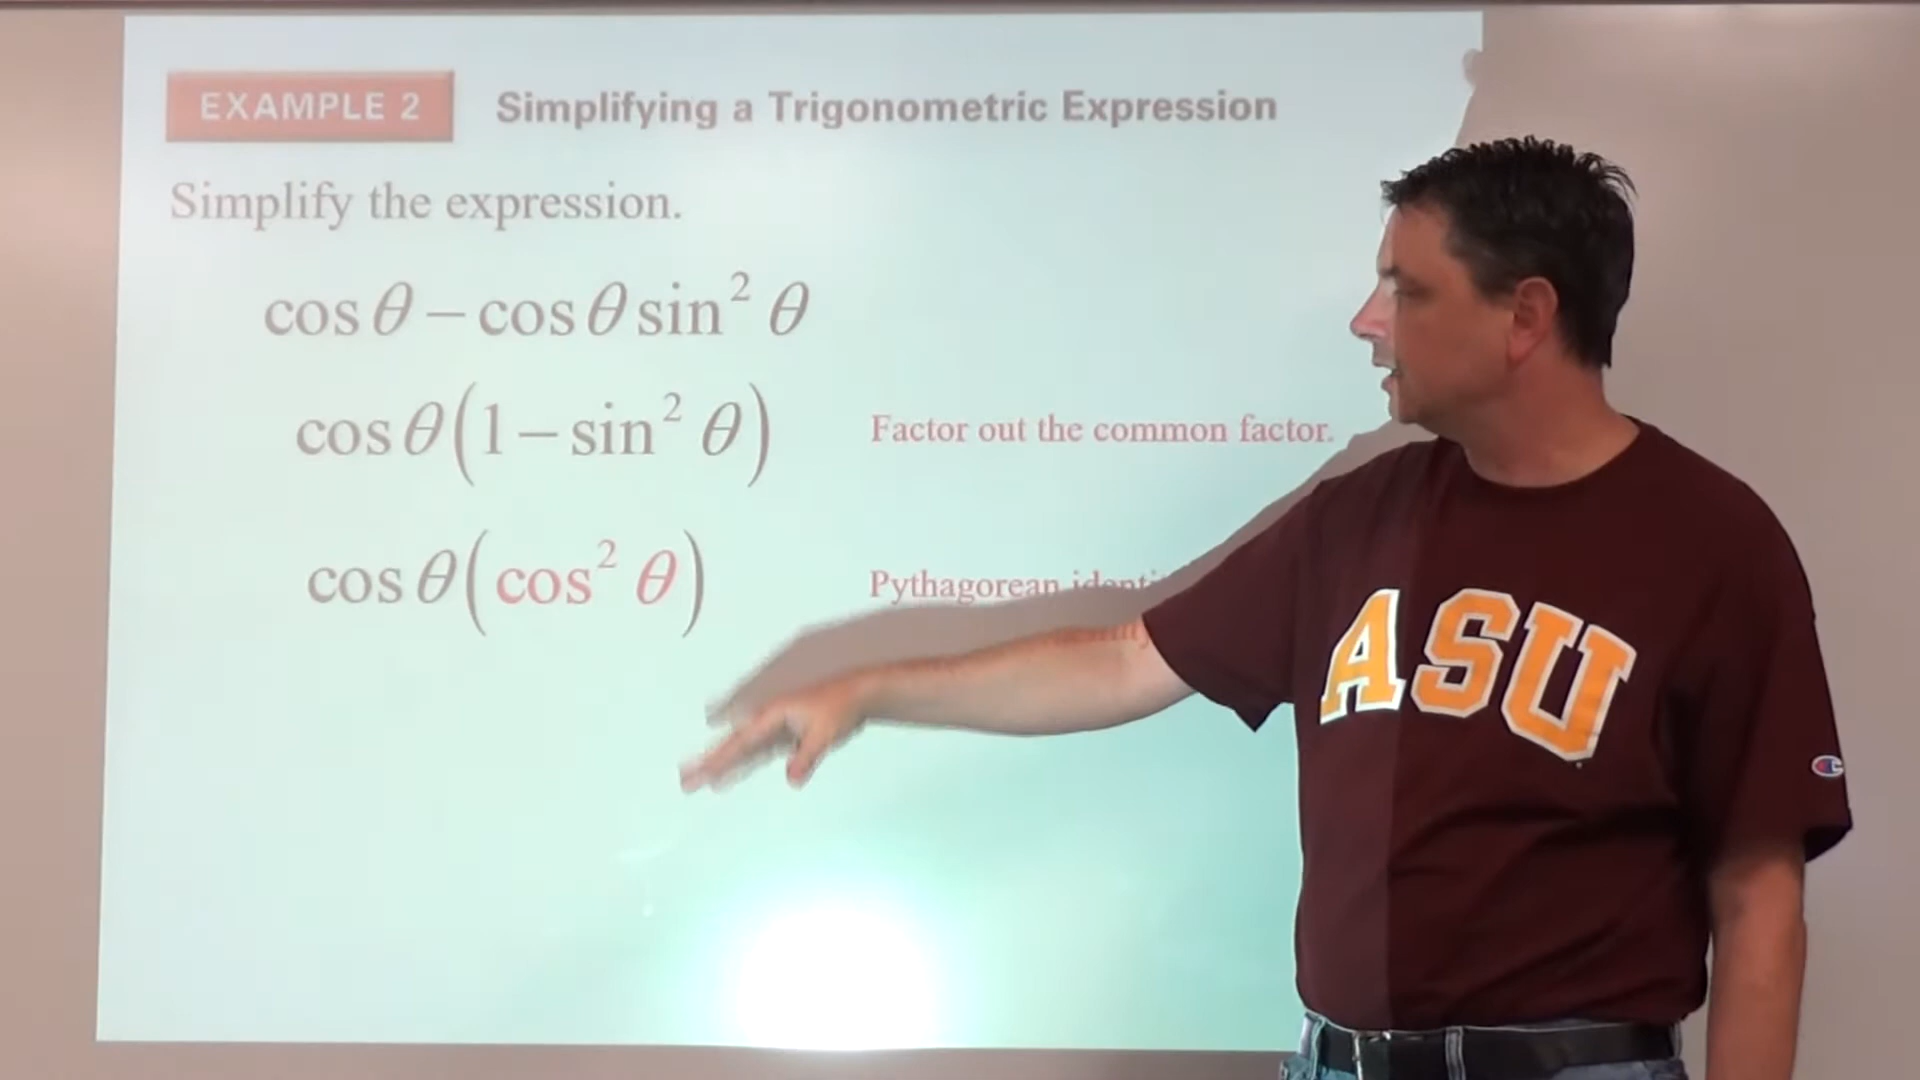 EXAMPLE 2 Simplifying a Trigonometric Expression
Simplify the expression.
cos θ − cos θ sin² θ
cos θ(1 − sin² θ) Factor out the common factor.
cos θ(cos² θ) Pythagorean
ASU